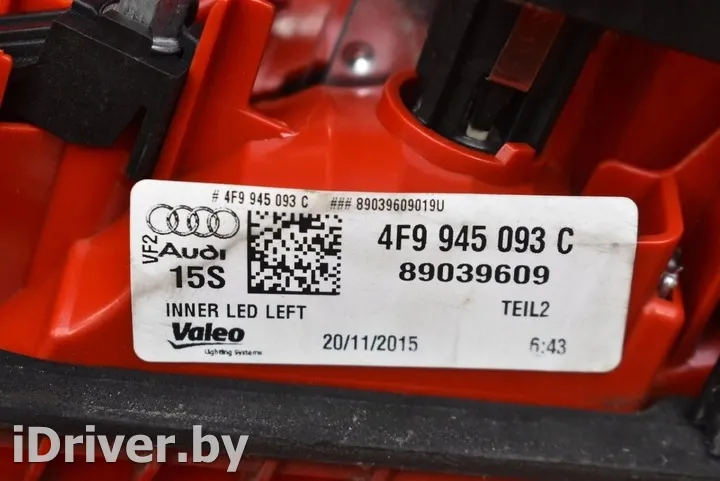 # 4F9 945 093 C ### 89039609019U
VF2
Audi
15S
4F9 945 093 C
89039609
INNER LED LEFT
TEIL2
Valeo
Lighting Systems
20/11/2015
6:43
iDriver.by